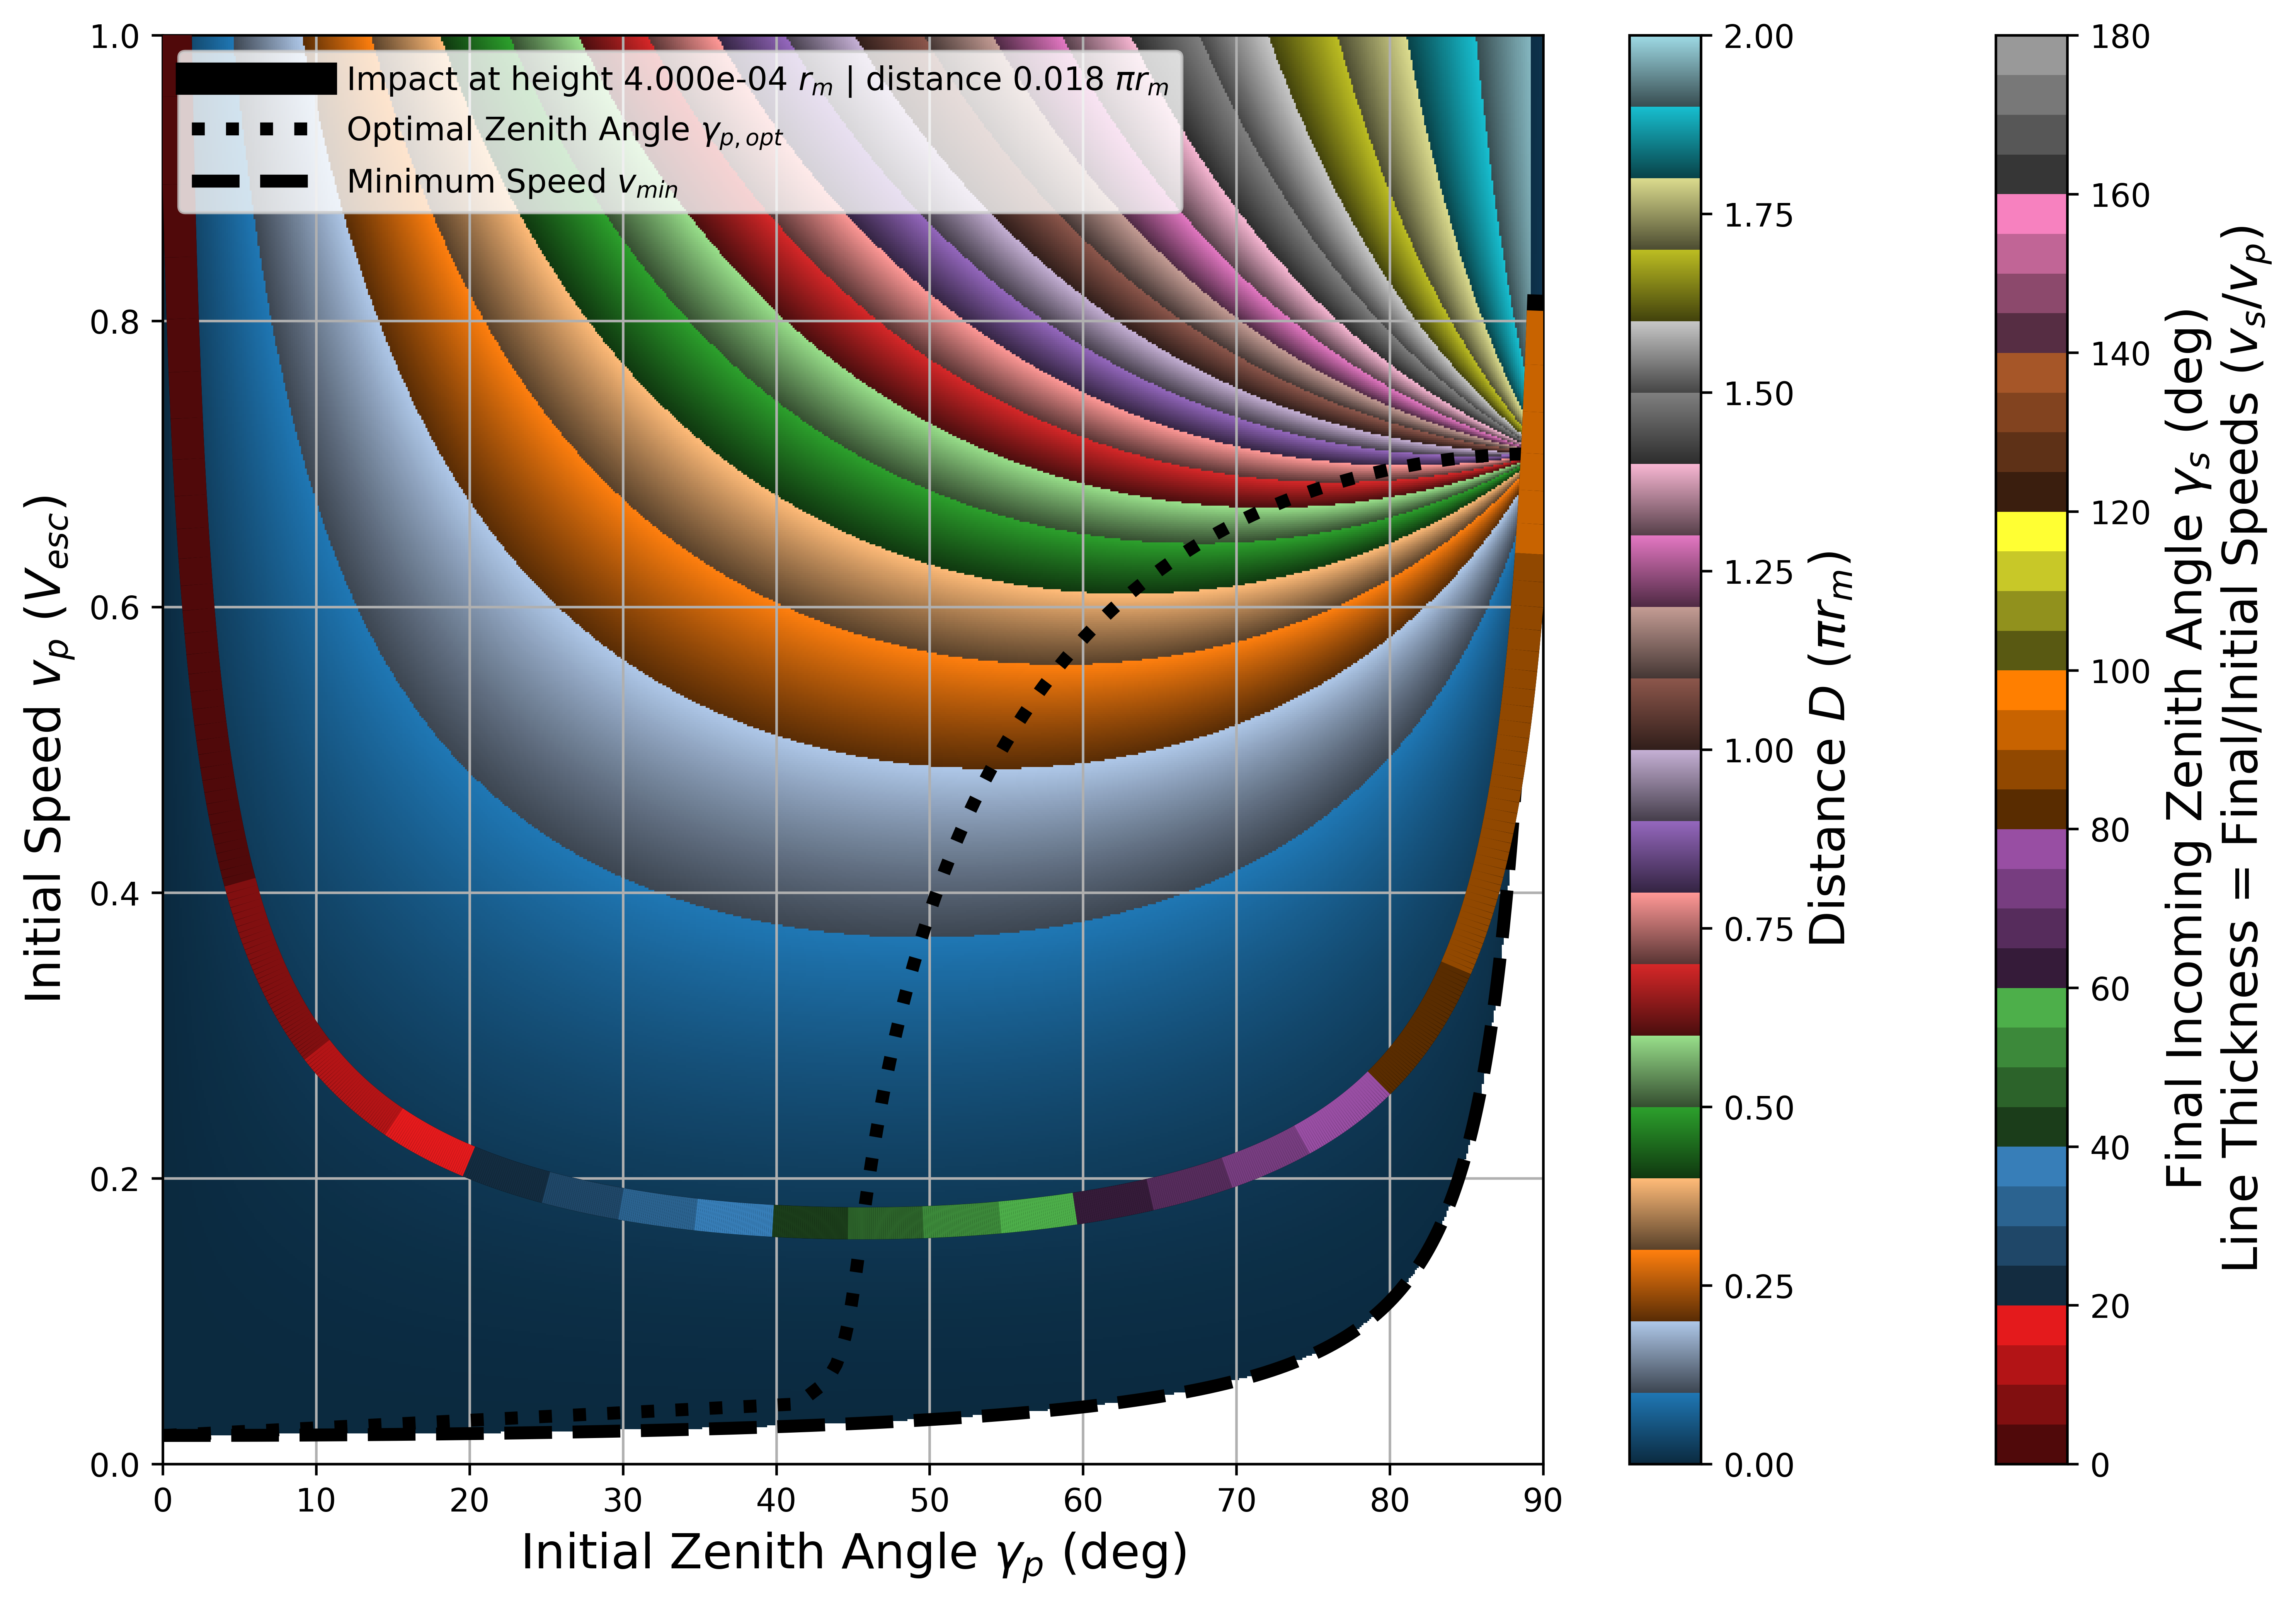 Impact at height 4.000e-04 r_m | distance 0.018 πr_m
Optimal Zenith Angle γ_p,opt
Minimum Speed v_min
Initial Speed v_p (V_esc)
1.0
0.8
0.6
0.4
0.2
0.0
0 10 20 30 40 50 60 70 80 90
Initial Zenith Angle γ_p (deg)
2.00
1.75
1.50
1.25
1.00
0.75
0.50
0.25
0.00
Distance D (πr_m)
180
160
140
120
100
80
60
40
20
0
Final Incoming Zenith Angle γ_s (deg)
Line Thickness = Final/Initial Speeds (v_s/v_p)